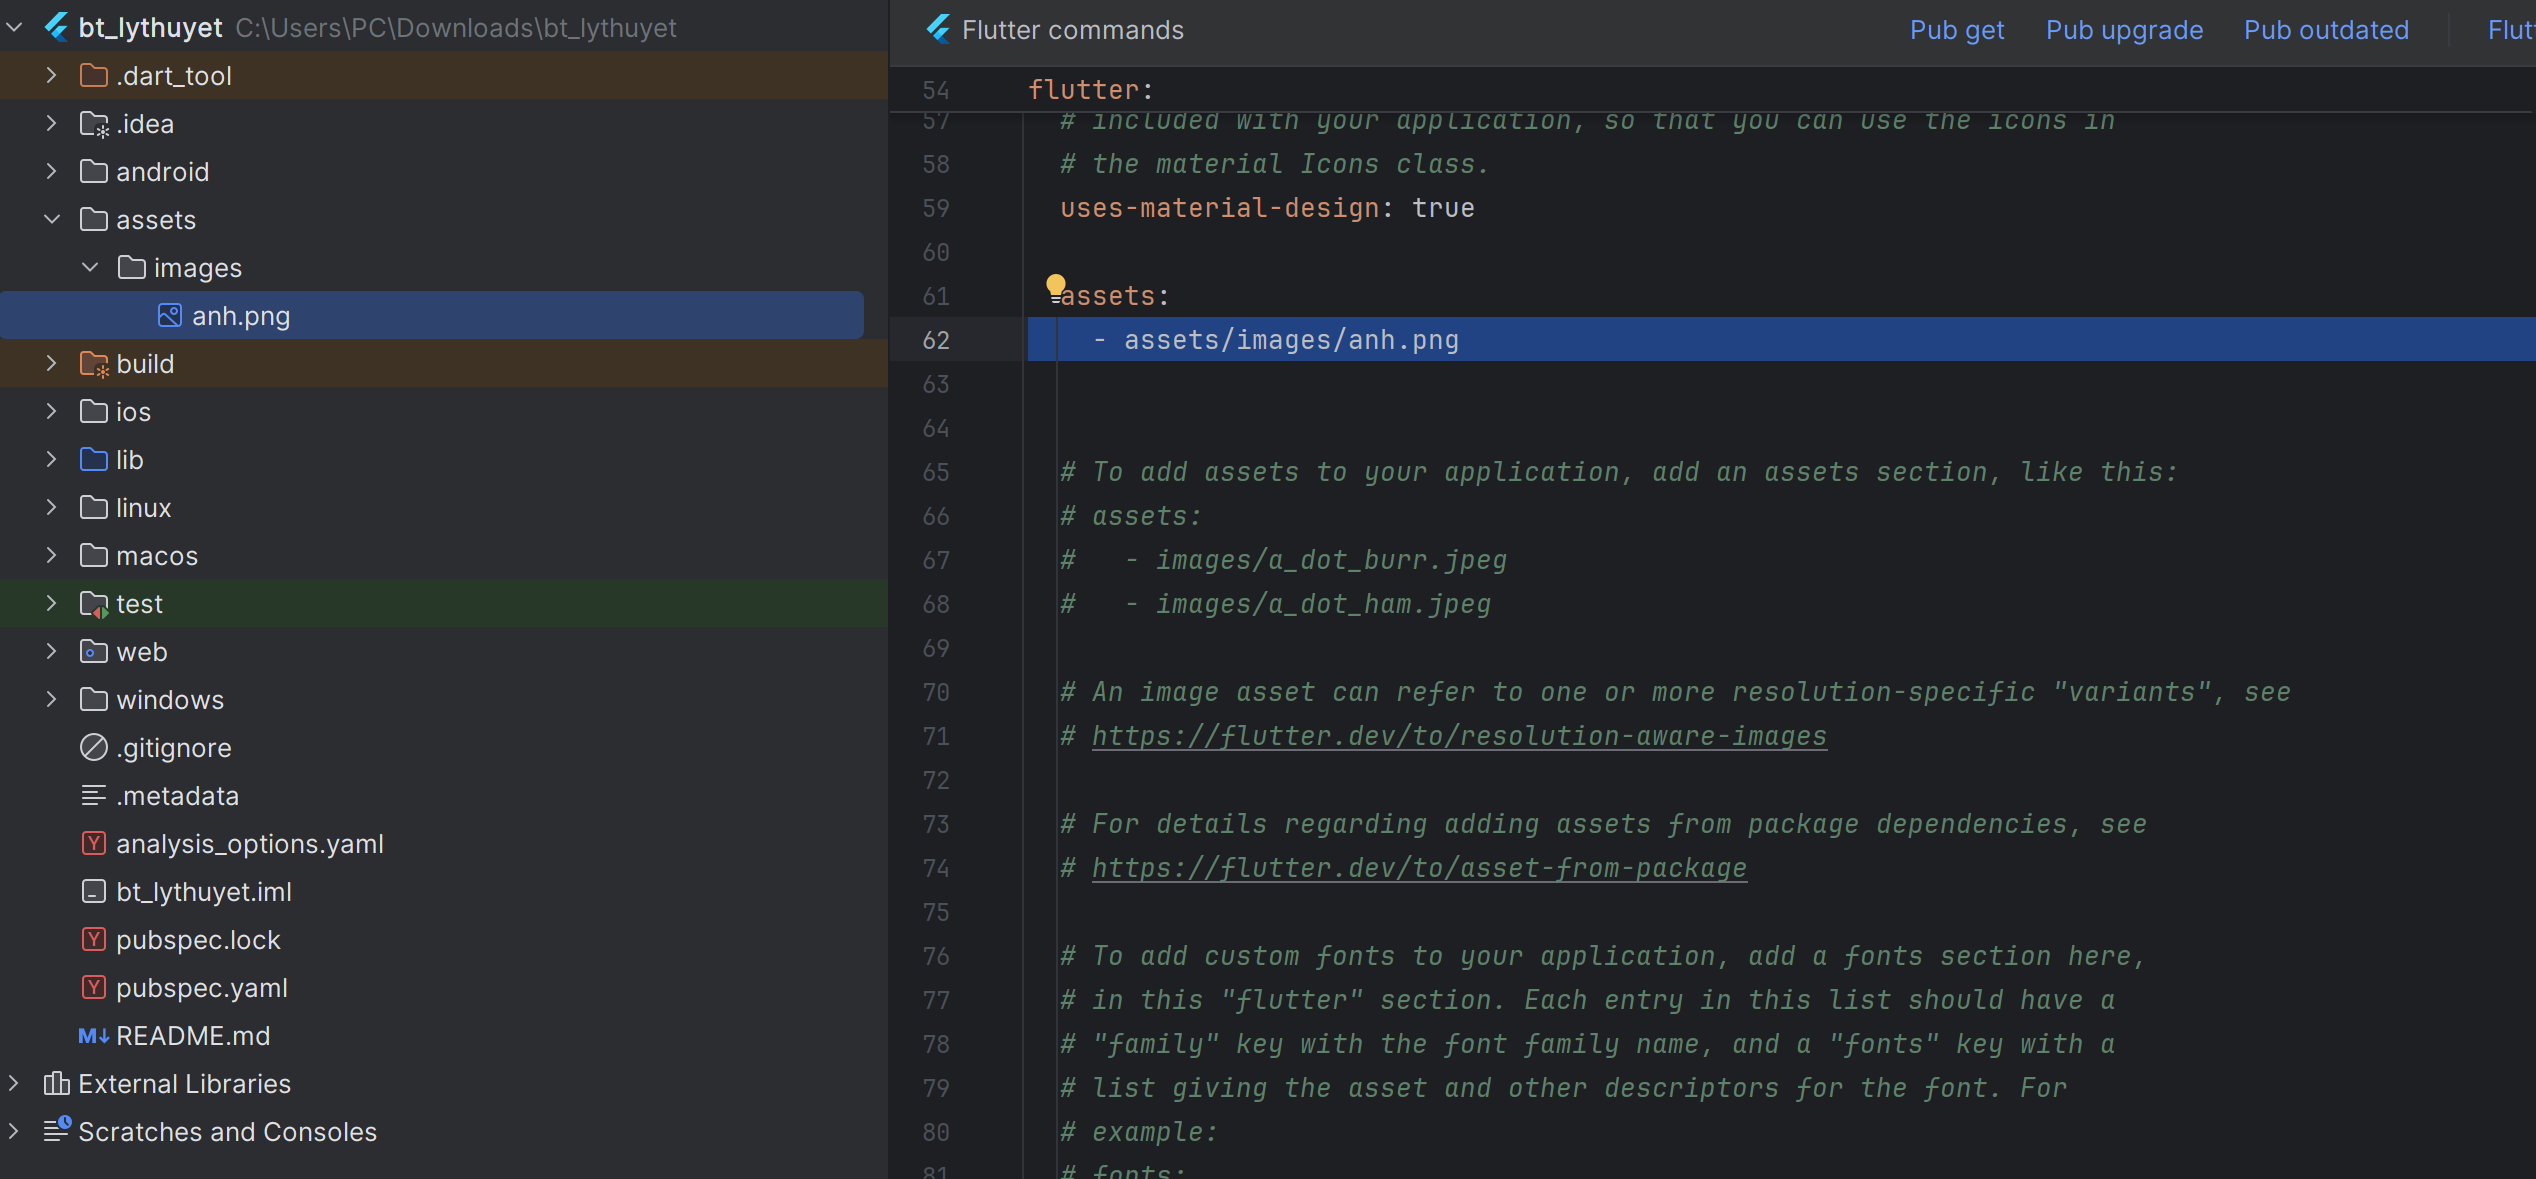 bt_lythuyet C:\Users\PC\Downloads\bt_lythuyet
.dart_tool
.idea
android
assets
images
anh.png
build
ios
lib
linux
macos
test
web
windows
.gitignore
.metadata
analysis_options.yaml
bt_lythuyet.iml
pubspec.lock
pubspec.yaml
README.md
External Libraries
Scratches and Consoles
Flutter commands Pub get Pub upgrade Pub outdated Flut
54 flutter:
57 # included with your application, so that you can use the icons in
58 # the material Icons class.
59 uses-material-design: true
60
61 assets:
62 - assets/images/anh.png
63
64
65 # To add assets to your application, add an assets section, like this:
66 # assets:
67 #   - images/a_dot_burr.jpeg
68 #   - images/a_dot_ham.jpeg
69
70 # An image asset can refer to one or more resolution-specific "variants", see
71 # https://flutter.dev/to/resolution-aware-images
72
73 # For details regarding adding assets from package dependencies, see
74 # https://flutter.dev/to/asset-from-package
75
76 # To add custom fonts to your application, add a fonts section here,
77 # in this "flutter" section. Each entry in this list should have a
78 # "family" key with the font family name, and a "fonts" key with a
79 # list giving the asset and other descriptors for the font. For
80 # example:
81 # fonts: